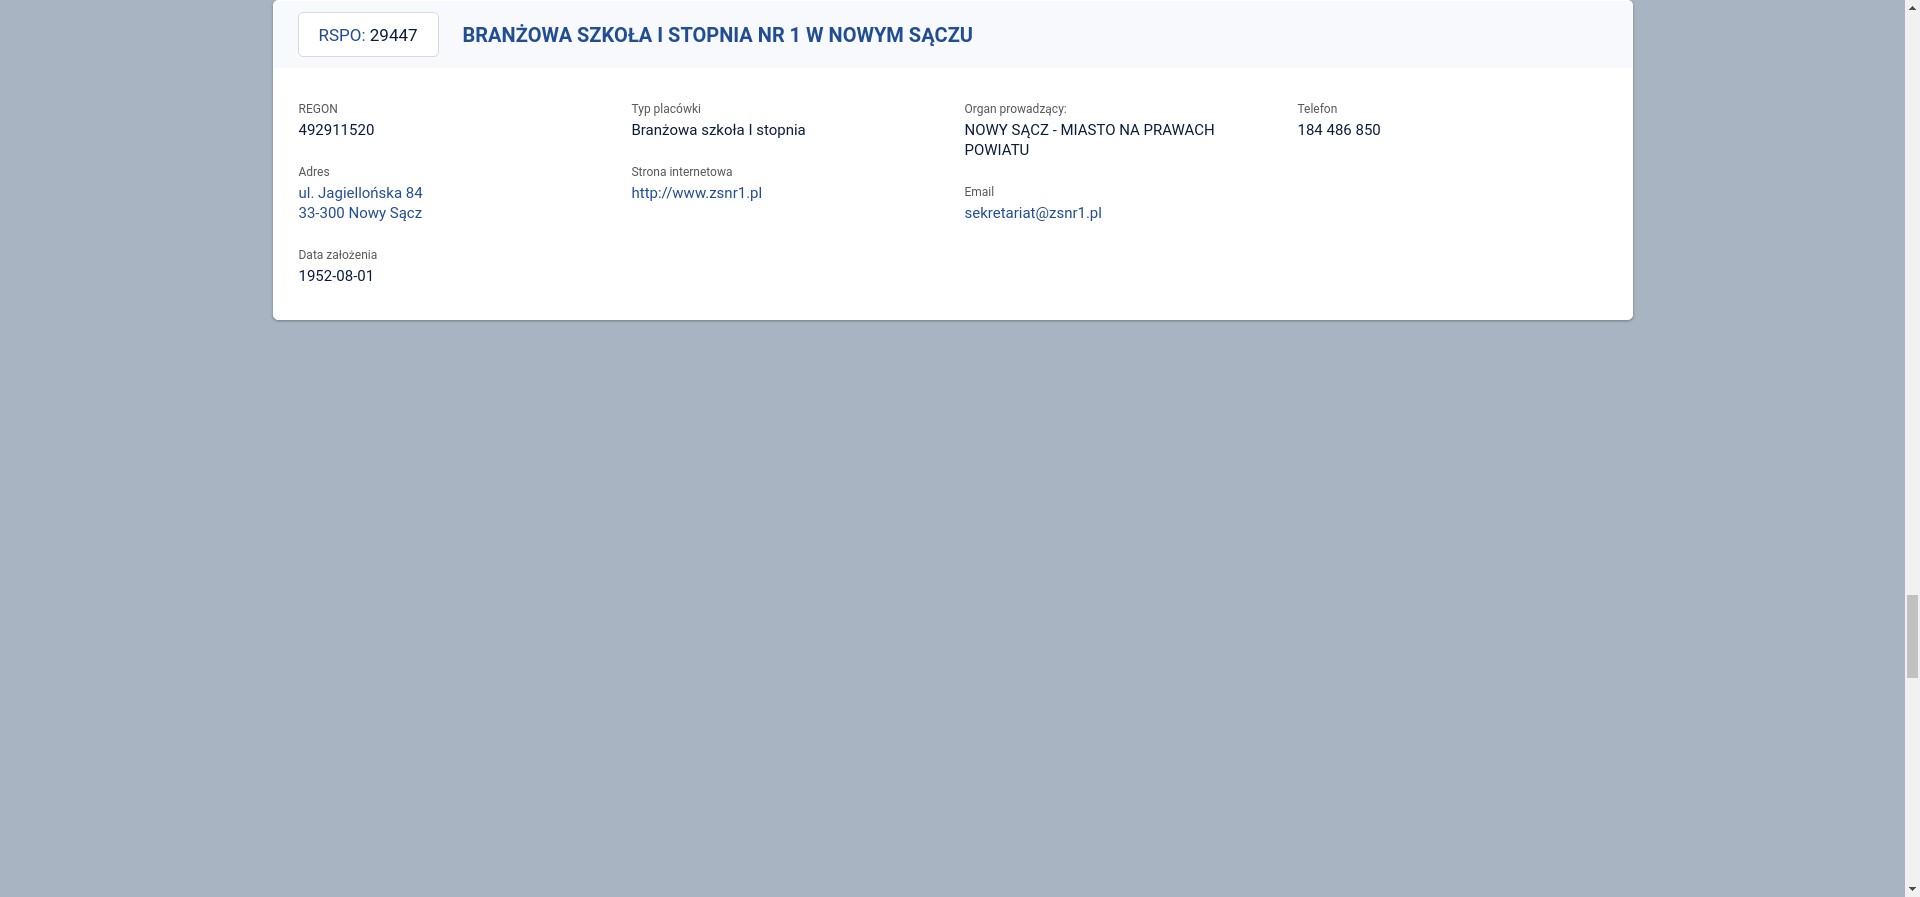 RSPO: 29447
BRANŻOWA SZKOŁA I STOPNIA NR 1 W NOWYM SĄCZU
REGON
492911520
Adres
ul. Jagiellońska 84
33-300 Nowy Sącz
Data założenia
1952-08-01
Typ placówki
Branżowa szkoła I stopnia
Strona internetowa
http://www.zsnr1.pl
Organ prowadzący:
NOWY SĄCZ - MIASTO NA PRAWACH
POWIATU
Email
sekretariat@zsnr1.pl
Telefon
184 486 850